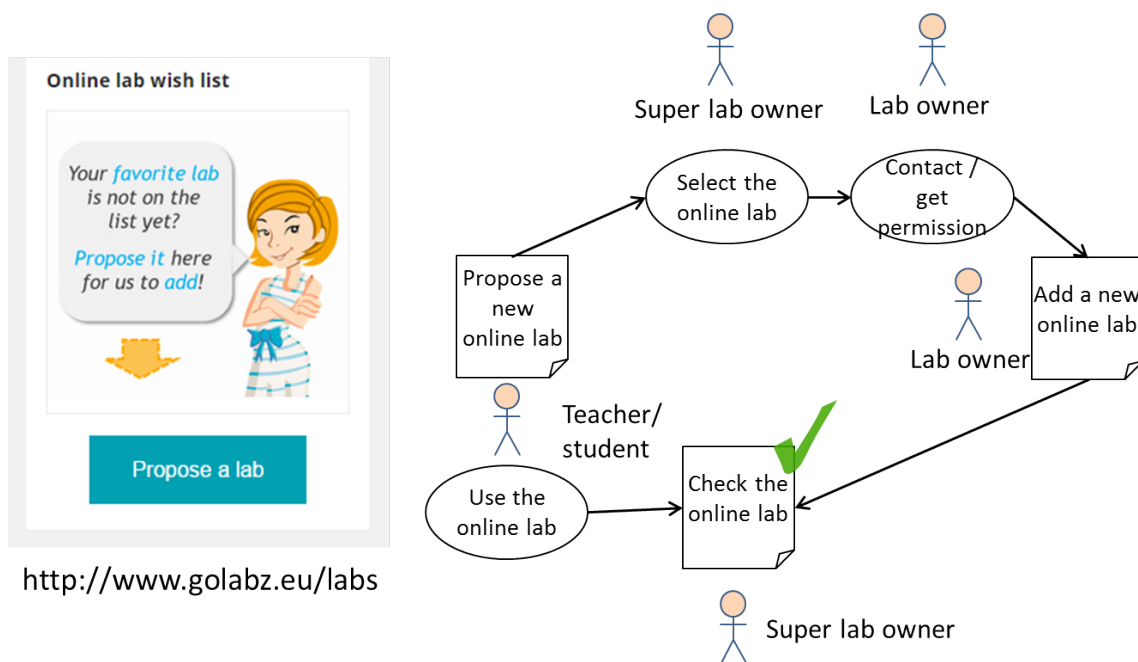 Online lab wish list
Your favorite lab
is not on the
list yet?
Propose it here
for us to add!
Propose a lab
http://www.golabz.eu/labs
Super lab owner
Lab owner
Select the
online lab
Contact /
get
permission
Propose a
new
online lab
Add a new
online lab
Lab owner
Teacher/
student
Use the
online lab
Check the
online lab
Super lab owner